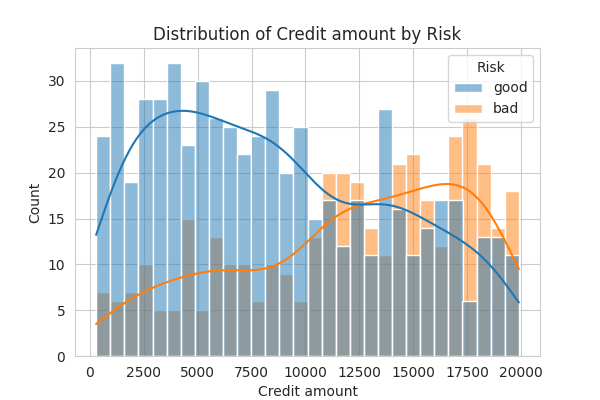 Distribution of Credit amount by Risk
Risk
good
bad
Count
30
25
20
15
10
5
0
0 2500 5000 7500 10000 12500 15000 17500 20000
Credit amount